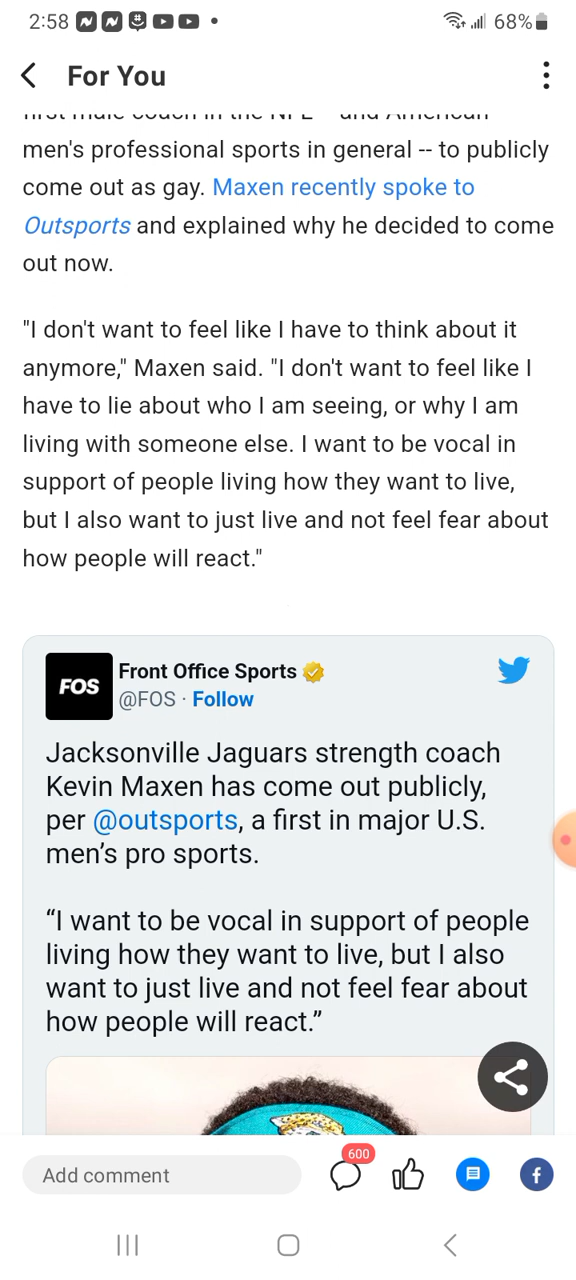 2:58
68%
For You
men's professional sports in general -- to publicly
come out as gay. Maxen recently spoke to
Outsports and explained why he decided to come
out now.
"I don't want to feel like I have to think about it
anymore," Maxen said. "I don't want to feel like I
have to lie about who I am seeing, or why I am
living with someone else. I want to be vocal in
support of people living how they want to live,
but I also want to just live and not feel fear about
how people will react."
FOS
Front Office Sports
@FOS · Follow
Jacksonville Jaguars strength coach
Kevin Maxen has come out publicly,
per @outsports, a first in major U.S.
men’s pro sports.
“I want to be vocal in support of people
living how they want to live, but I also
want to just live and not feel fear about
how people will react.”
Add comment
600